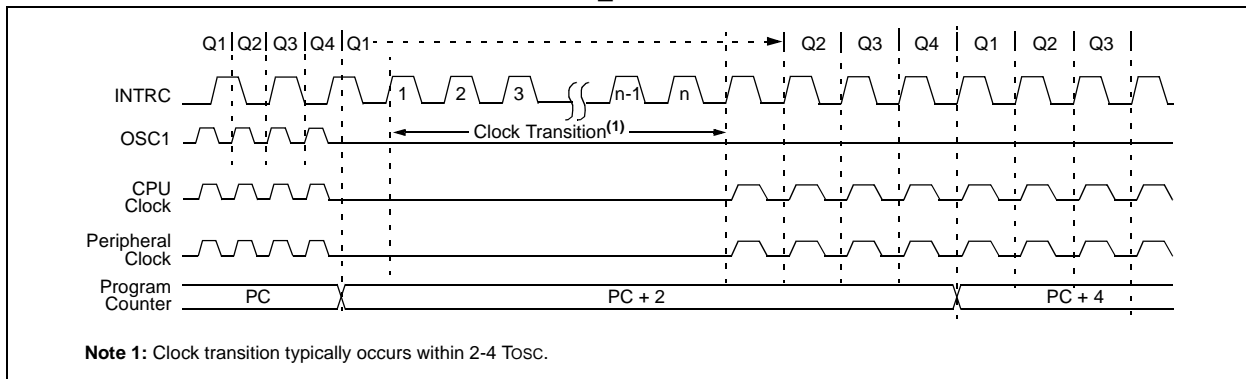 Q1 Q2 Q3 Q4 Q1 Q2 Q3 Q4 Q1 Q2 Q3
INTRC 1 2 3 n-1 n
Clock Transition(1)
OSC1
CPU
Clock
Peripheral
Clock
Program
Counter
PC PC + 2 PC + 4
Note 1: Clock transition typically occurs within 2-4 TOSC.